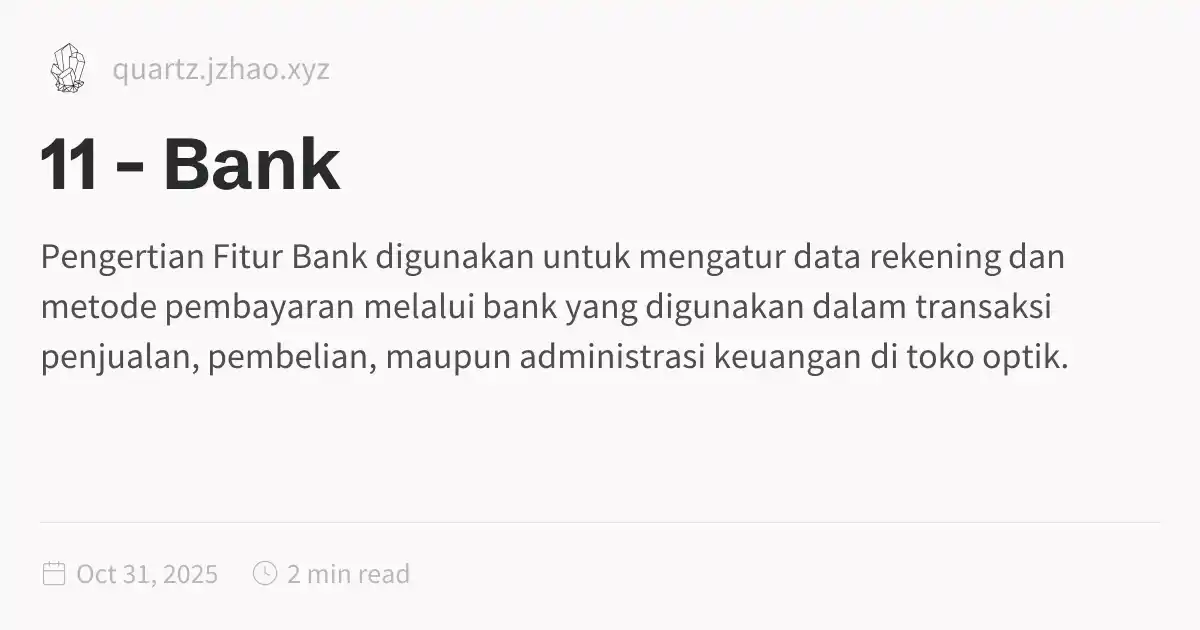 quartz.jzhao.xyz
11 - Bank
Pengertian Fitur Bank digunakan untuk mengatur data rekening dan
metode pembayaran melalui bank yang digunakan dalam transaksi
penjualan, pembelian, maupun administrasi keuangan di toko optik.
Oct 31, 2025 2 min read